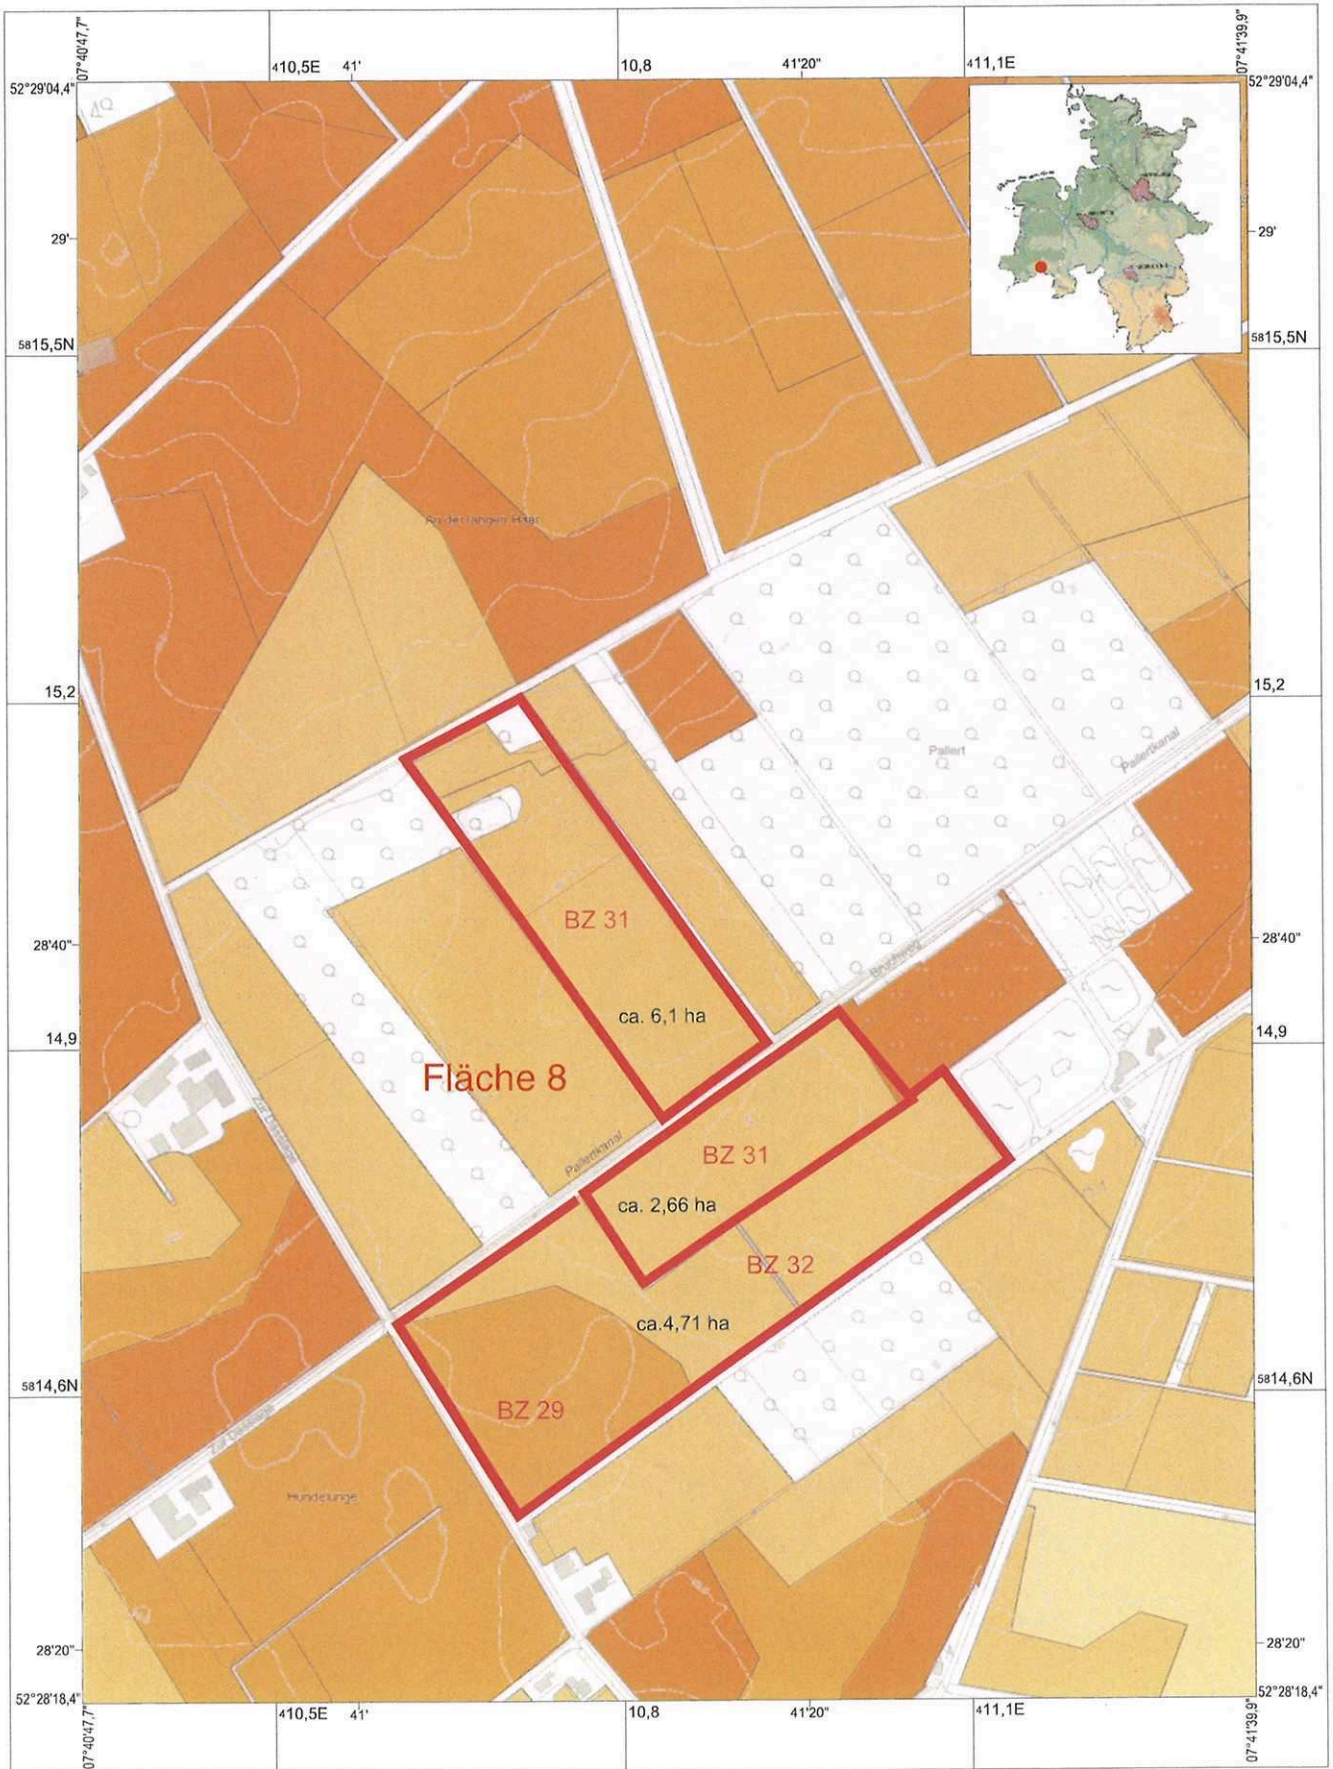 07°40'47,7"
410,5E
41'
10,8
41'20"
411,1E
07°41'39,9"
52°29'04,4"
52°29'04,4"
29'
29'
5815,5N
5815,5N
An der langen Haar
15,2
15,2
Pallert
Pallertkanal
BZ 31
28'40"
28'40"
Bruchweg
ca. 6,1 ha
14,9
14,9
Fläche 8
Pallertkanal
BZ 31
ca. 2,66 ha
BZ 32
ca.4,71 ha
5814,6N
5814,6N
BZ 29
Hundelunge
28'20"
28'20"
52°28'18,4"
52°28'18,4"
07°40'47,7"
410,5E
41'
10,8
41'20"
411,1E
07°41'39,9"